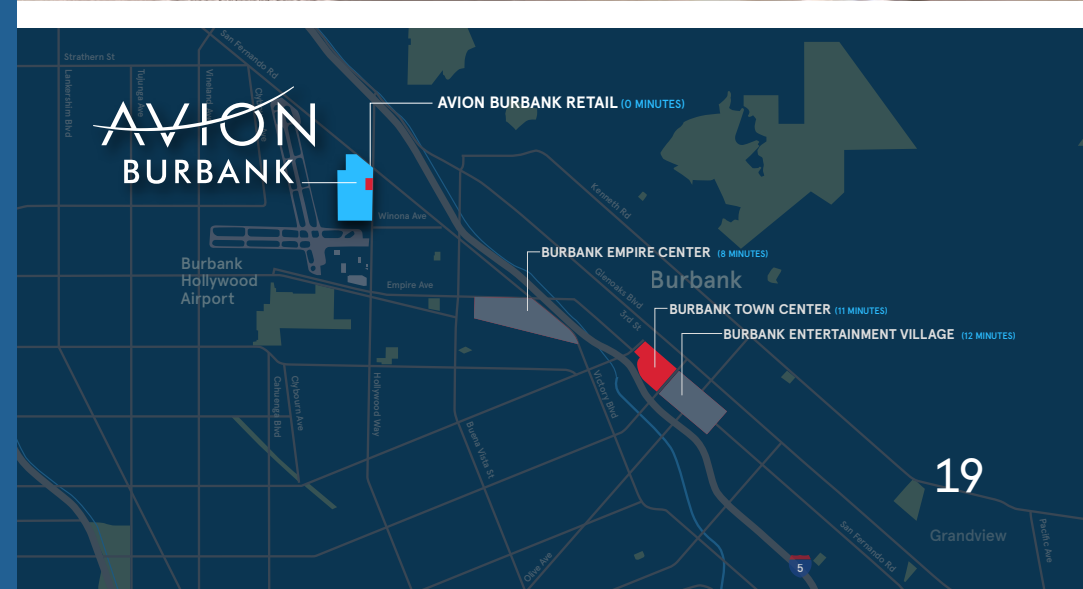 Strathern St
San Fernando Rd
Lankershim Blvd
Tujunga Ave
AVION
BURBANK
AVION BURBANK RETAIL (0 MINUTES)
Kenneth Rd
Winona Ave
BURBANK EMPIRE CENTER (8 MINUTES)
Burbank
Hollywood
Airport
Glenoaks Blvd
Burbank
Empire Ave
3rd St
BURBANK TOWN CENTER (11 MINUTES)
BURBANK ENTERTAINMENT VILLAGE (12 MINUTES)
Cahuenga Blvd
Clybourn Ave
Hollywood Way
Victory Blvd
Buena Vista St
19
San Fernando Rd
Grandview
Pacific Ave
Olive Ave
5